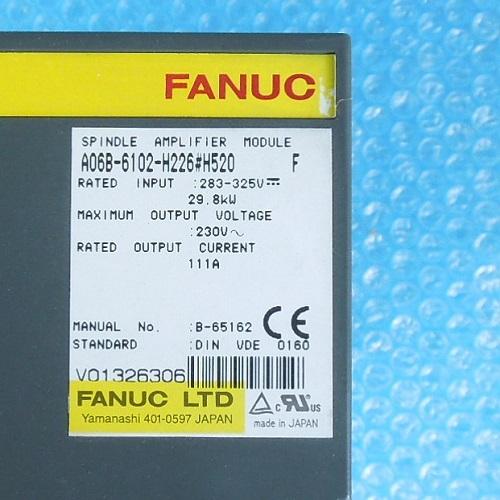 FANUC
SPINDLE AMPLIFIER MODULE
A06B-6102-H226#H520 F
RATED INPUT :283-325V⎓
29.8kW
MAXIMUM OUTPUT VOLTAGE
:230V～
RATED OUTPUT CURRENT
111A
MANUAL No. :B-65162 CE
STANDARD :DIN VDE 0160
V01326306
FANUC LTD
Yamanashi 401-0597 JAPAN
c RU US
made in JAPAN